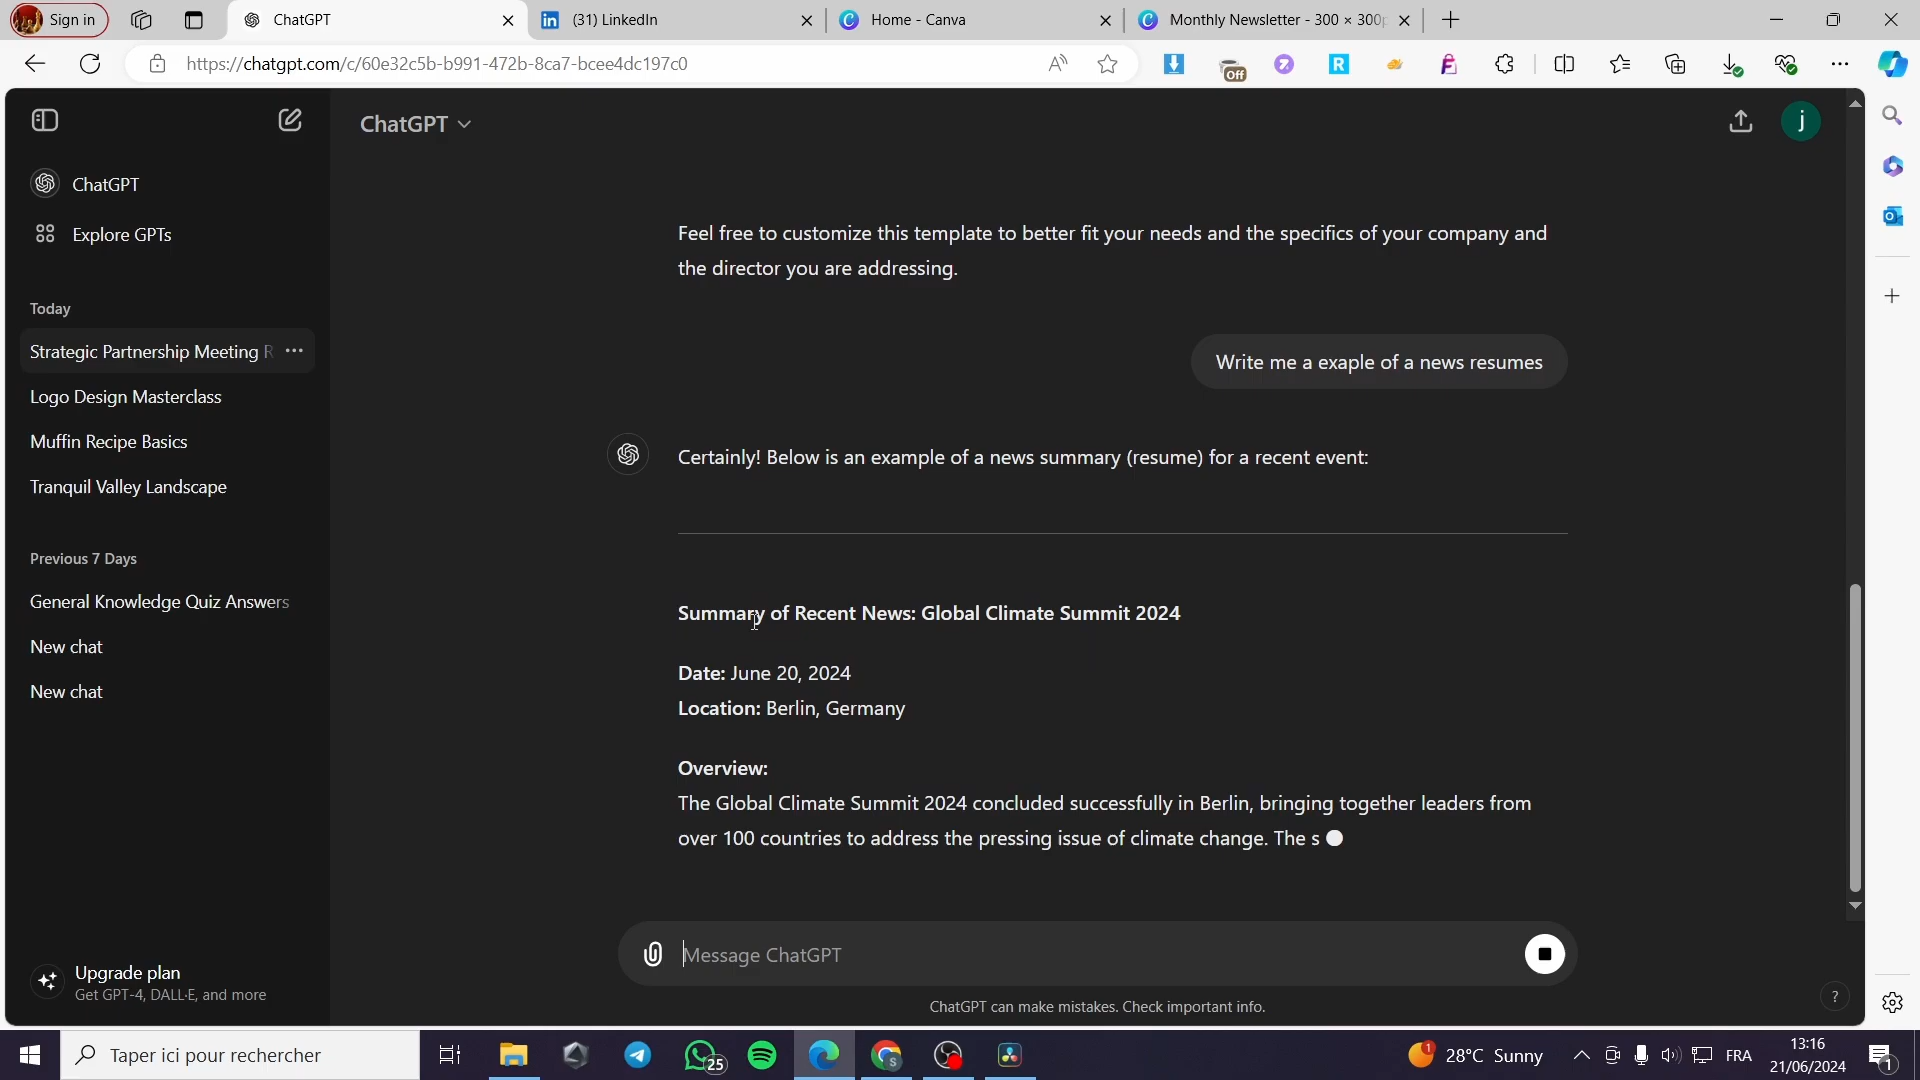 Sign in
ChatGPT
(31) LinkedIn
Home - Canva
Monthly Newsletter - 300 × 300p
https://chatgpt.com/c/60e32c5b-b991-472b-8ca7-bcee4dc197c0
Off
ChatGPT
j
ChatGPT
Explore GPTs
Today
Strategic Partnership Meeting R
Logo Design Masterclass
Muffin Recipe Basics
Tranquil Valley Landscape
Previous 7 Days
General Knowledge Quiz Answers
New chat
New chat
Upgrade plan
Get GPT-4, DALL·E, and more
Feel free to customize this template to better fit your needs and the specifics of your company and
the director you are addressing.
Write me a exaple of a news resumes
Certainly! Below is an example of a news summary (resume) for a recent event:
Summary of Recent News: Global Climate Summit 2024
Date: June 20, 2024
Location: Berlin, Germany
Overview:
The Global Climate Summit 2024 concluded successfully in Berlin, bringing together leaders from
over 100 countries to address the pressing issue of climate change. The s
Message ChatGPT
ChatGPT can make mistakes. Check important info.
?
Taper ici pour rechercher
25
1
28°C Sunny
FRA
13:16
21/06/2024
1